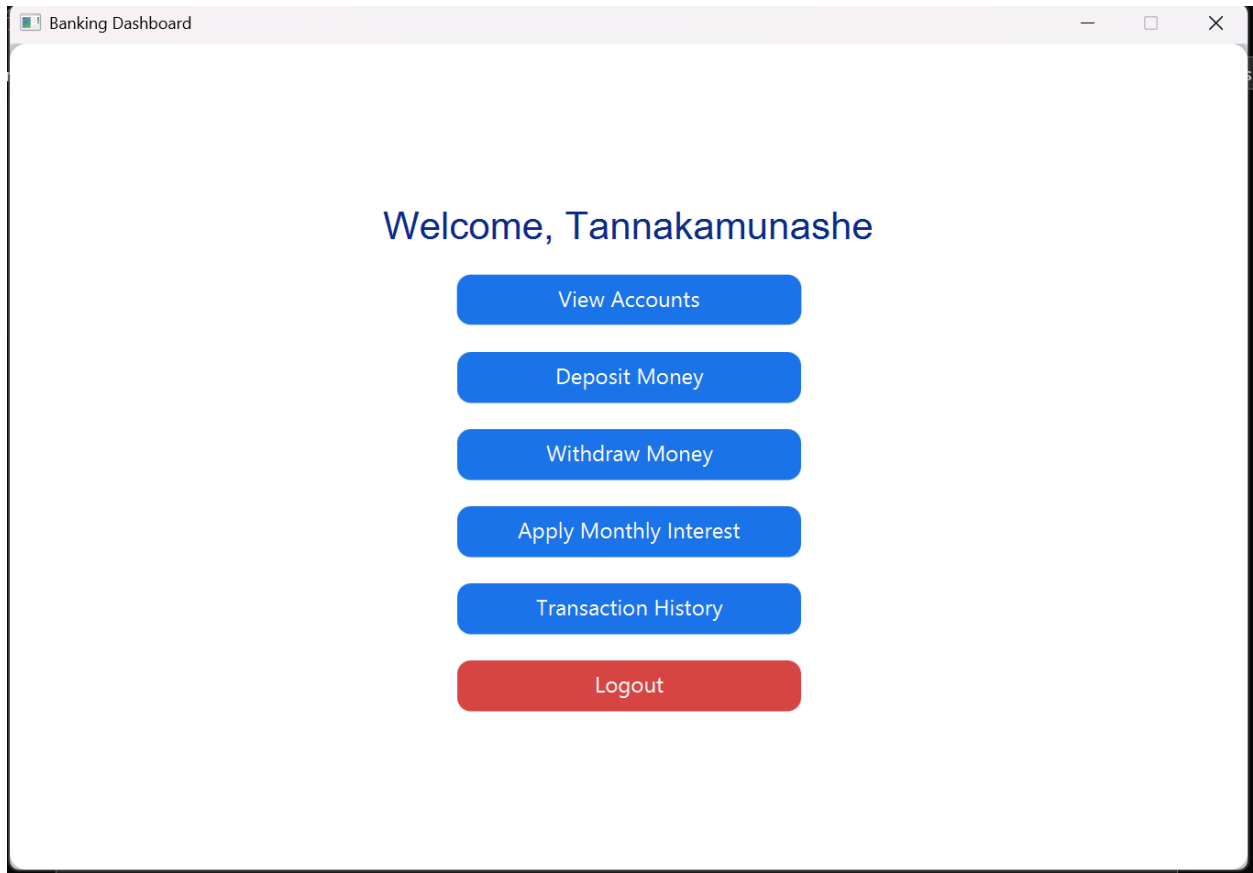 Banking Dashboard
Welcome, Tannakamunashe
View Accounts
Deposit Money
Withdraw Money
Apply Monthly Interest
Transaction History
Logout